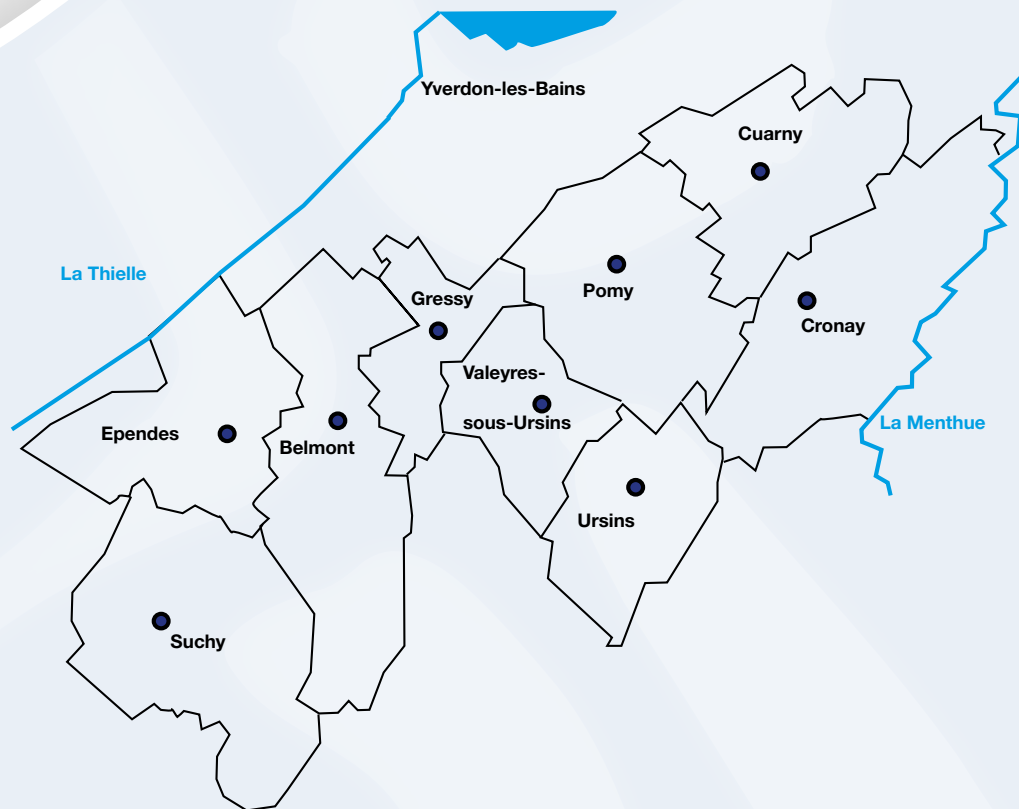 Yverdon-les-Bains
Cuarny
La Thielle
Gressy
Pomy
Cronay
Valeyres-
sous-Ursins
Ependes
Belmont
La Menthue
Ursins
Suchy